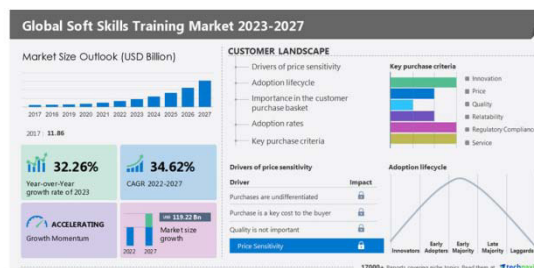 Global Soft Skills Training Market 2023-2027
Market Size Outlook (USD Billion)
2017 2018 2019 2020 2021 2022 2023 2024 2025 2026 2027
2017 : 11.86
32.26%
Year-over-Year
growth rate of 2023
34.62%
CAGR 2022-2027
ACCELERATING
Growth Momentum
US$ 119.22 Bn
Market size
growth
2022 2027
CUSTOMER LANDSCAPE
Drivers of price sensitivity
Adoption lifecycle
Importance in the customer
purchase basket
Adoption rates
Key purchase criteria
Key purchase criteria
Innovation
Price
Quality
Relatability
Regulatory Compliance
Service
Drivers of price sensitivity
Driver Impact
Purchases are undifferentiated
Purchase is a key cost to the buyer
Quality is not important
Price Sensitivity
Adoption lifecycle
Innovators
Early
Adopters
Early
Majority
Late
Majority
Laggards
17000+